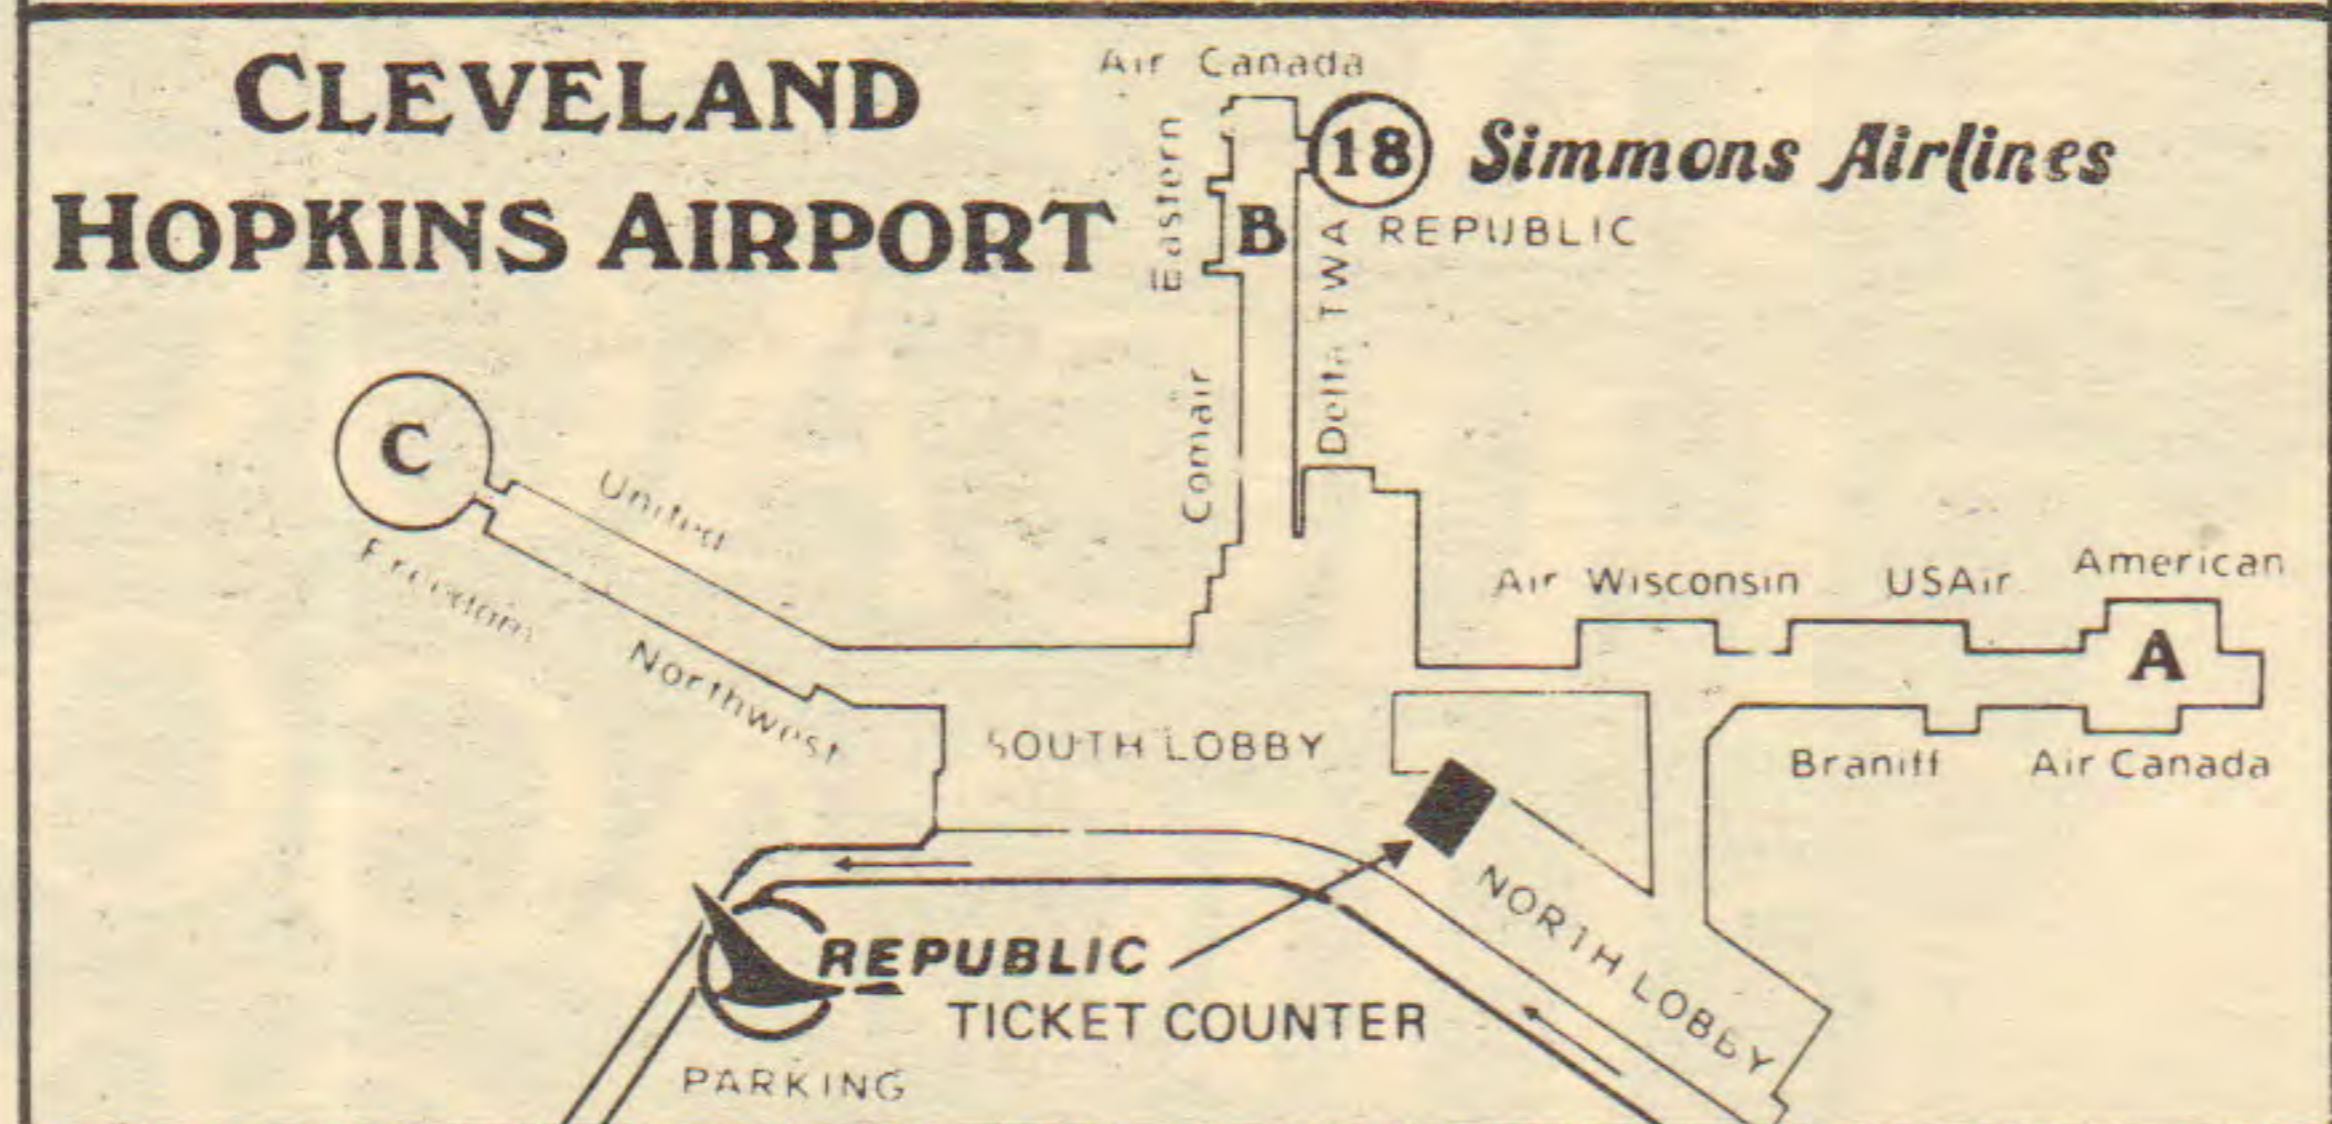 CLEVELAND
HOPKINS AIRPORT
Air Canada
Eastern
B
18 Simmons Airlines
REPUBLIC
Delta TWA
Comair
C
United
Freedom
Northwest
Air Wisconsin
USAir
American
A
Braniff
Air Canada
SOUTH LOBBY
NORTH LOBBY
REPUBLIC
TICKET COUNTER
PARKING